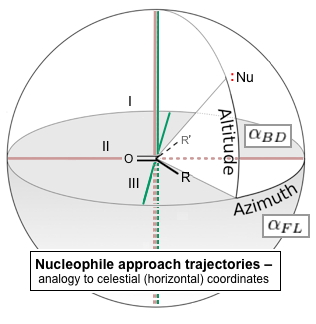 I
:Nu
II
R'
Altitude
α_BD
O
III
R
Azimuth
α_FL
Nucleophile approach trajectories –
analogy to celestial (horizontal) coordinates